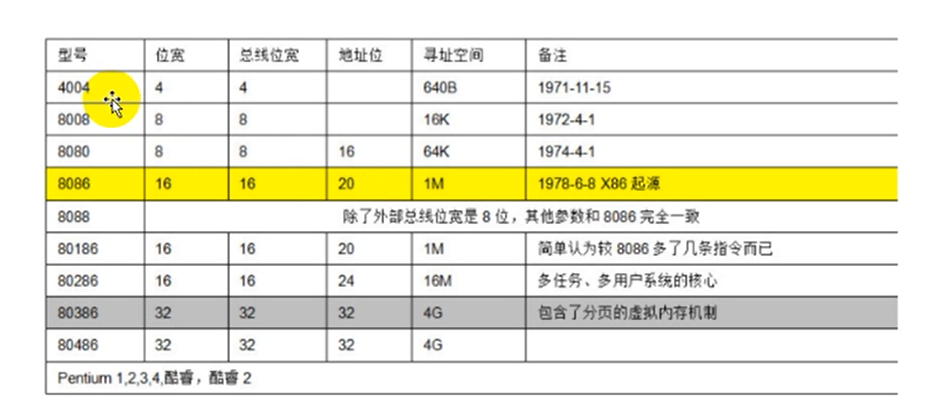 型号 位宽 总线位宽 地址位 寻址空间 备注
4004 4 4 640B 1971-11-15
8008 8 8 16K 1972-4-1
8080 8 8 16 64K 1974-4-1
8086 16 16 20 1M 1978-6-8 X86 起源
8088 除了外部总线位宽是 8 位，其他参数和 8086 完全一致
80186 16 16 20 1M 简单认为较 8086 多了几条指令而已
80286 16 16 24 16M 多任务、多用户系统的核心
80386 32 32 32 4G 包含了分页的虚拟内存机制
80486 32 32 32 4G
Pentium 1,2,3,4,酷睿，酷睿 2